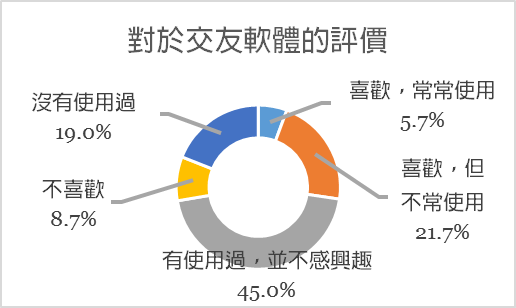 對於交友軟體的評價
喜歡，常常使用
5.7%
喜歡，但
不常使用
21.7%
有使用過，並不感興趣
45.0%
不喜歡
8.7%
沒有使用過
19.0%